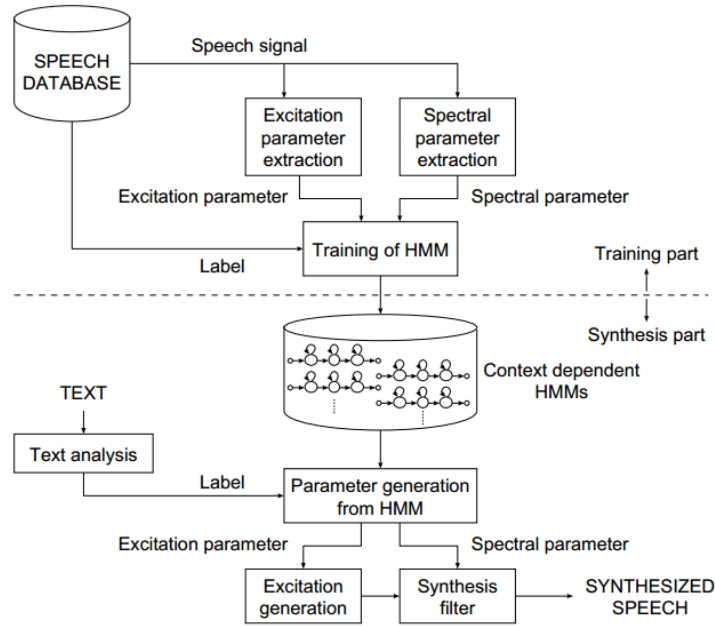 Speech signal
SPEECH
DATABASE
Excitation
parameter
extraction
Spectral
parameter
extraction
Excitation parameter
Spectral parameter
Training of HMM
Label
Training part
Synthesis part
Context dependent
HMMs
TEXT
Text analysis
Label
Parameter generation
from HMM
Excitation parameter
Spectral parameter
Excitation
generation
Synthesis
filter
SYNTHESIZED
SPEECH